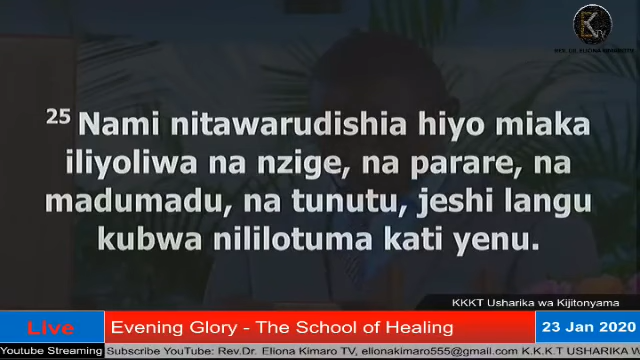 25 Nami nitawarudishia hiyo miaka
iliyoliwa na nzige, na parare, na
madumadu, na tunutu, jeshi langu
kubwa nililotuma kati yenu.
KKKT Usharika wa Kijitonyama
Live
Evening Glory - The School of Healing
23 Jan 2020
Youtube Streaming
Subscribe YouTube: Rev.Dr. Eliona Kimaro TV, elionakimaro555@gmail.com K.K.K T USHARIKA W